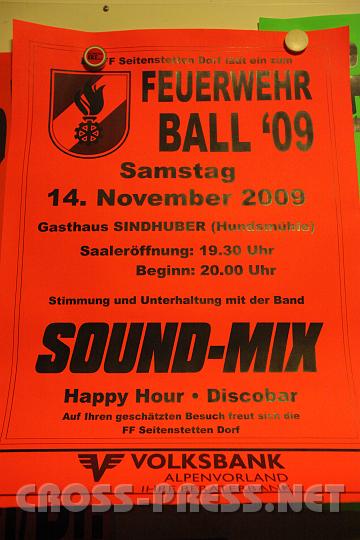 FF Seitenstetten Dorf lädt ein zum
FEUERWEHR
BALL '09
Samstag
14. November 2009
Gasthaus SINDHUBER (Hundsmühle)
Saaleröffnung: 19.30 Uhr
Beginn: 20.00 Uhr
Stimmung und Unterhaltung mit der Band
SOUND-MIX
Happy Hour • Discobar
Auf Ihren geschätzten Besuch freut sich die
FF Seitenstetten Dorf
VOLKSBANK
ALPENVORLAND
CROSS-PRESS.NET